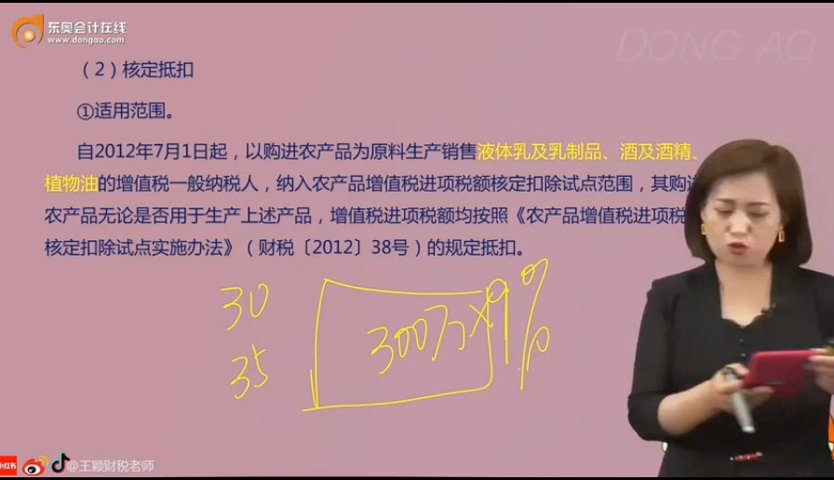 东奥会计在线
www.dongao.com
DONG AO
（2）核定抵扣
①适用范围。
自2012年7月1日起，以购进农产品为原料生产销售液体乳及乳制品、酒及酒精、
植物油的增值税一般纳税人，纳入农产品增值税进项税额核定扣除试点范围，其购进
农产品无论是否用于生产上述产品，增值税进项税额均按照《农产品增值税进项税
核定扣除试点实施办法》（财税〔2012〕38号）的规定抵扣。
30
300万×9%
35
小红书
@王颖财税老师